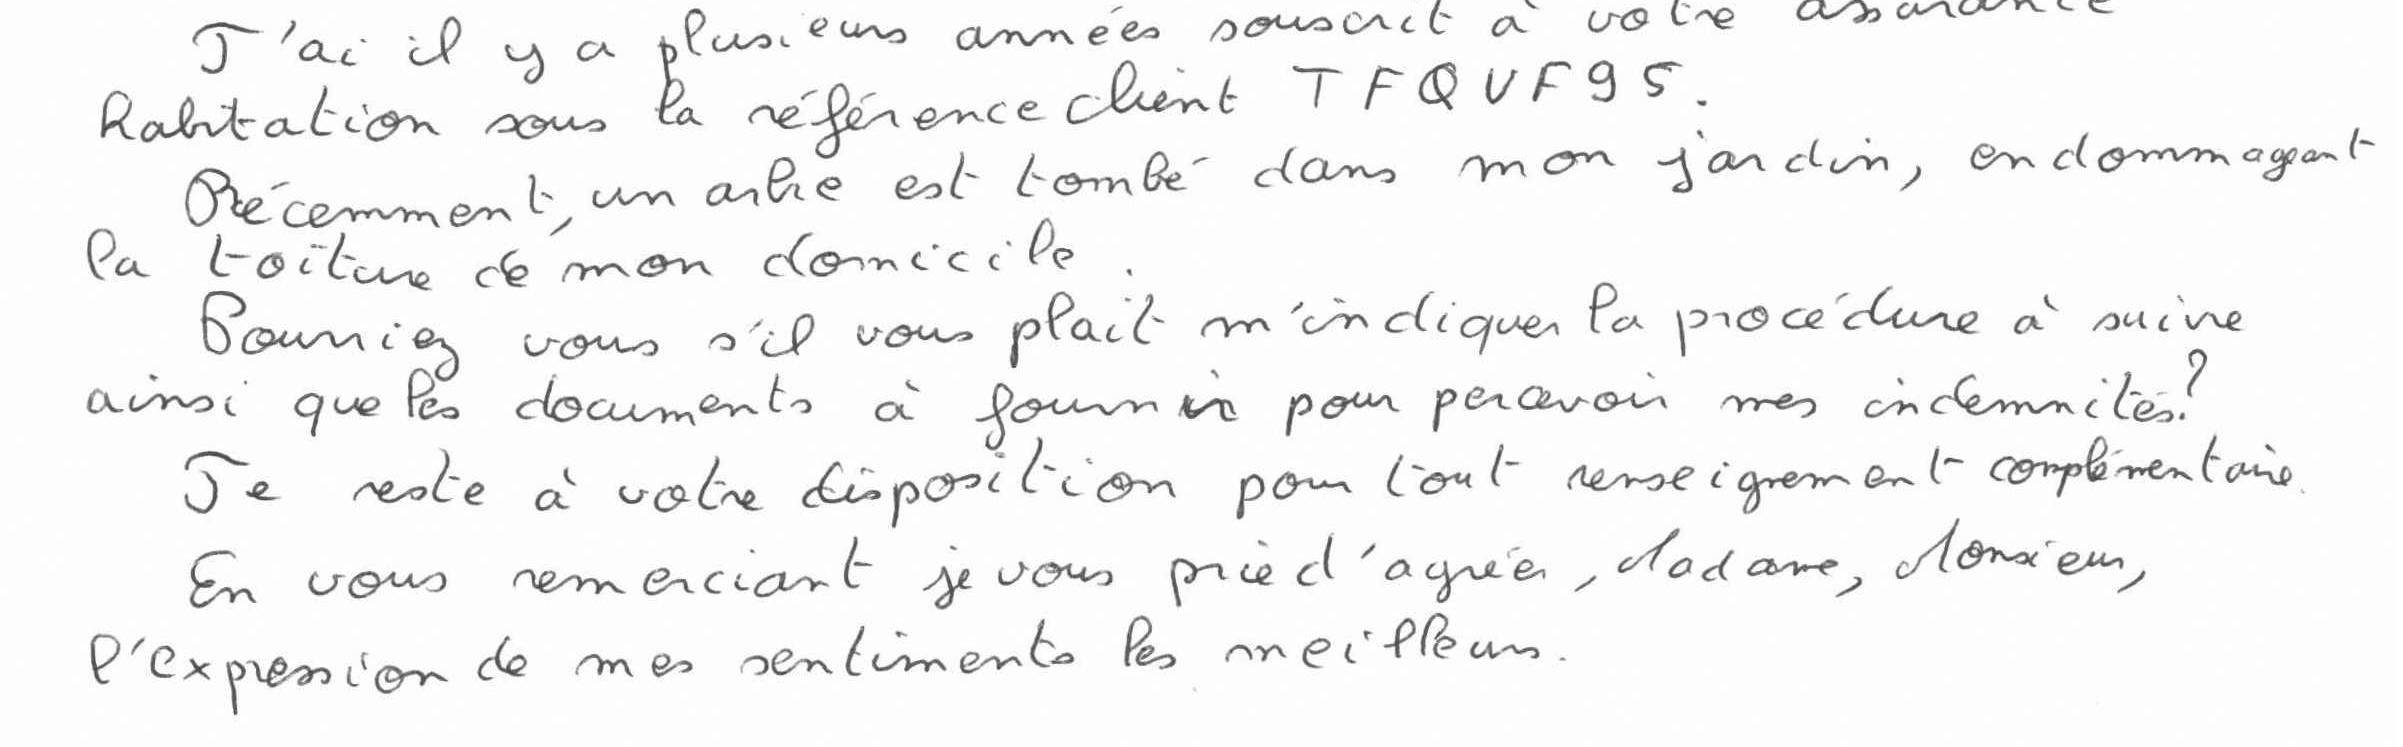 J'ai il y a plusieurs années souscrit à votre assurance
habitation sous la référence client TFQVF95.
Récemment, un arbre est tombé dans mon jardin, endommageant
la toiture de mon domicile.
Pourriez vous s'il vous plait m'indiquer la procédure à suivre
ainsi que les documents à fournir pour percevoir mes indemnités?
Je reste à votre disposition pour tout renseignement complémentaire.
En vous remerciant je vous prie d'agréer, Madame, Monsieur,
l'expression de mes sentiments les meilleurs.